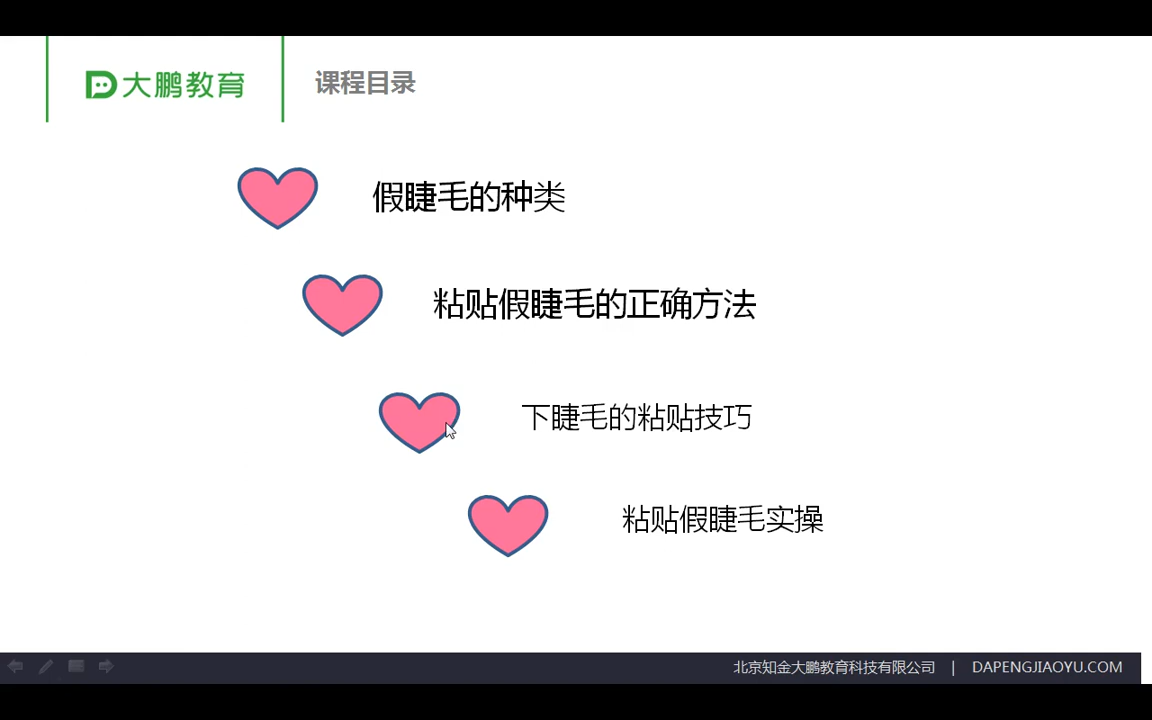 大鹏教育
课程目录
假睫毛的种类
粘贴假睫毛的正确方法
下睫毛的粘贴技巧
粘贴假睫毛实操
北京知金大鹏教育科技有限公司 | DAPENGJIAOYU.COM